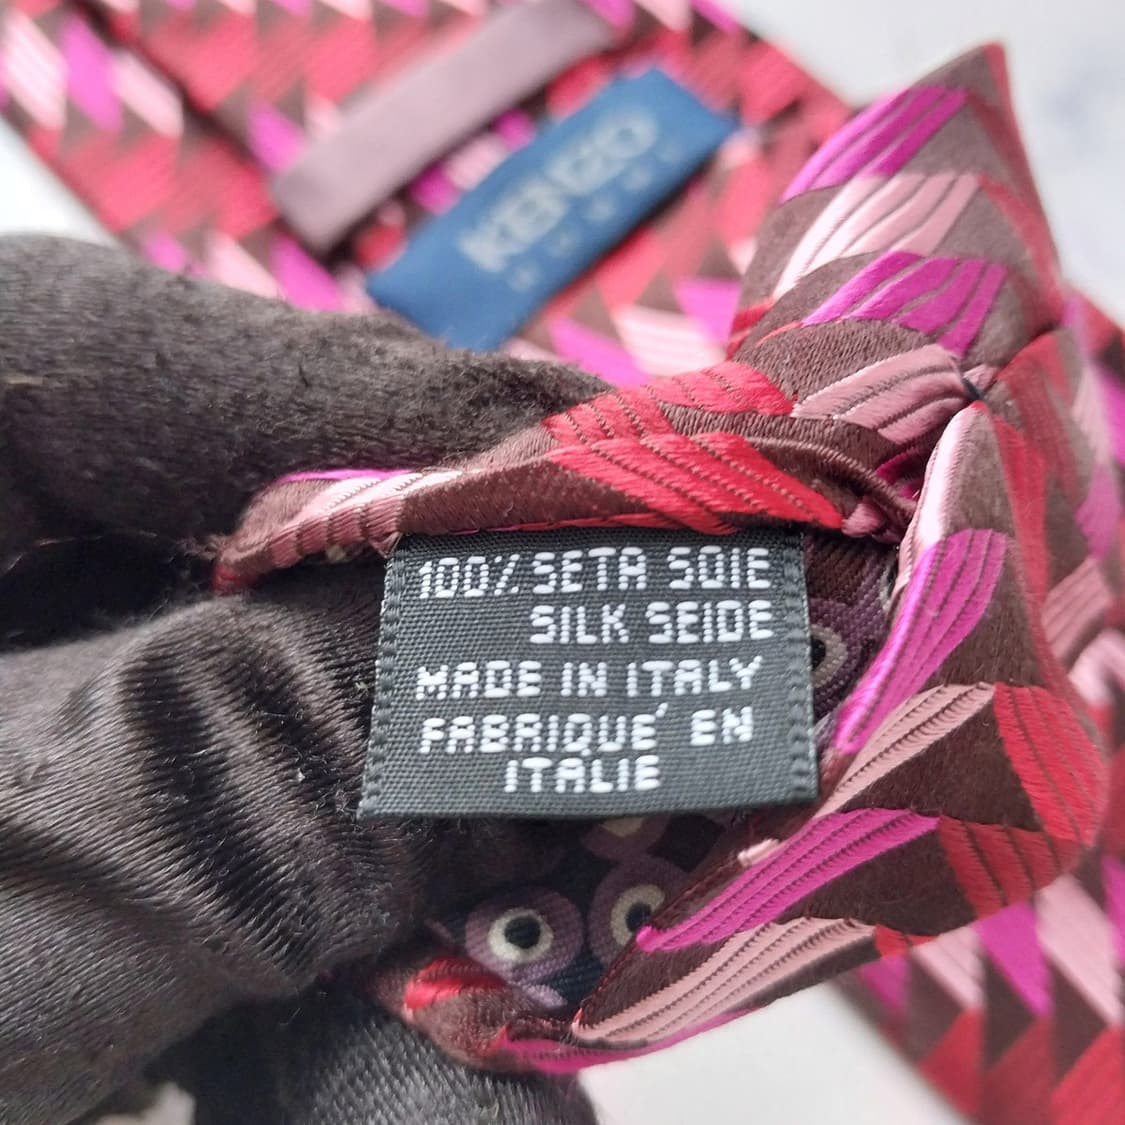 KENZO
100% SETA SOIE
SILK SEIDE
MADE IN ITALY
FABRIQUE' EN
ITALIE